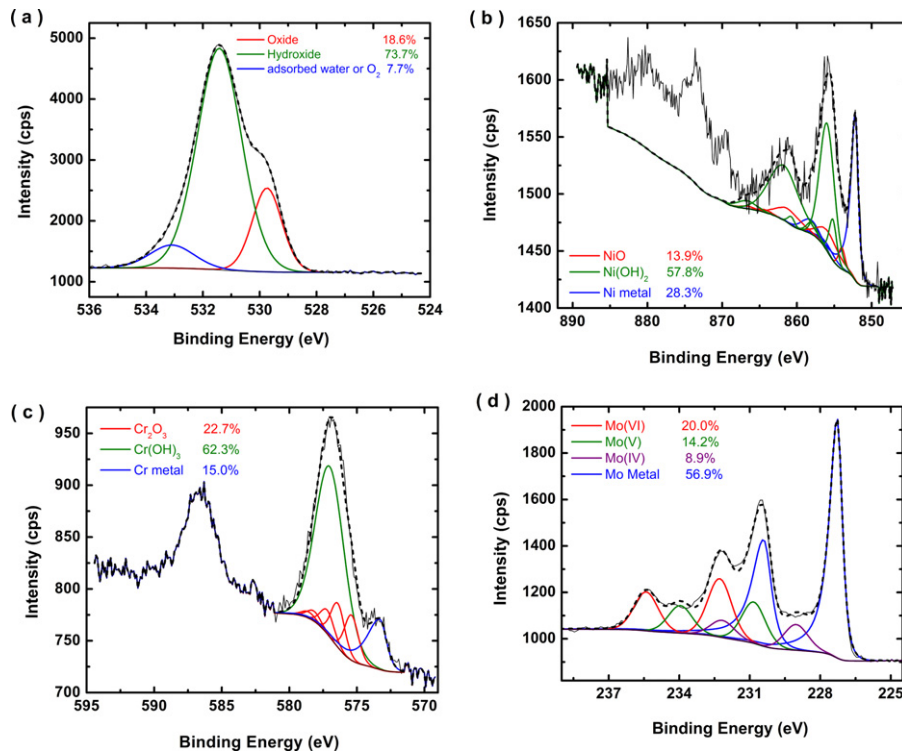 ( a )
Oxide 18.6%
Hydroxide 73.7%
adsorbed water or O₂ 7.7%
5000
4000
3000
2000
1000
Intensity (cps)
536 534 532 530 528 526 524
Binding Energy (eV)
( b )
1650
1600
1550
1500
1450
1400
Intensity (cps)
NiO 13.9%
Ni(OH)₂ 57.8%
Ni metal 28.3%
890 880 870 860 850
Binding Energy (eV)
( c )
Cr₂O₃ 22.7%
Cr(OH)₃ 62.3%
Cr metal 15.0%
950
900
850
800
750
700
Intensity (cps)
595 590 585 580 575 570
Binding Energy (eV)
( d )
Mo(VI) 20.0%
Mo(V) 14.2%
Mo(IV) 8.9%
Mo Metal 56.9%
2000
1800
1600
1400
1200
1000
Intensity (cps)
237 234 231 228 225
Binding Energy (eV)